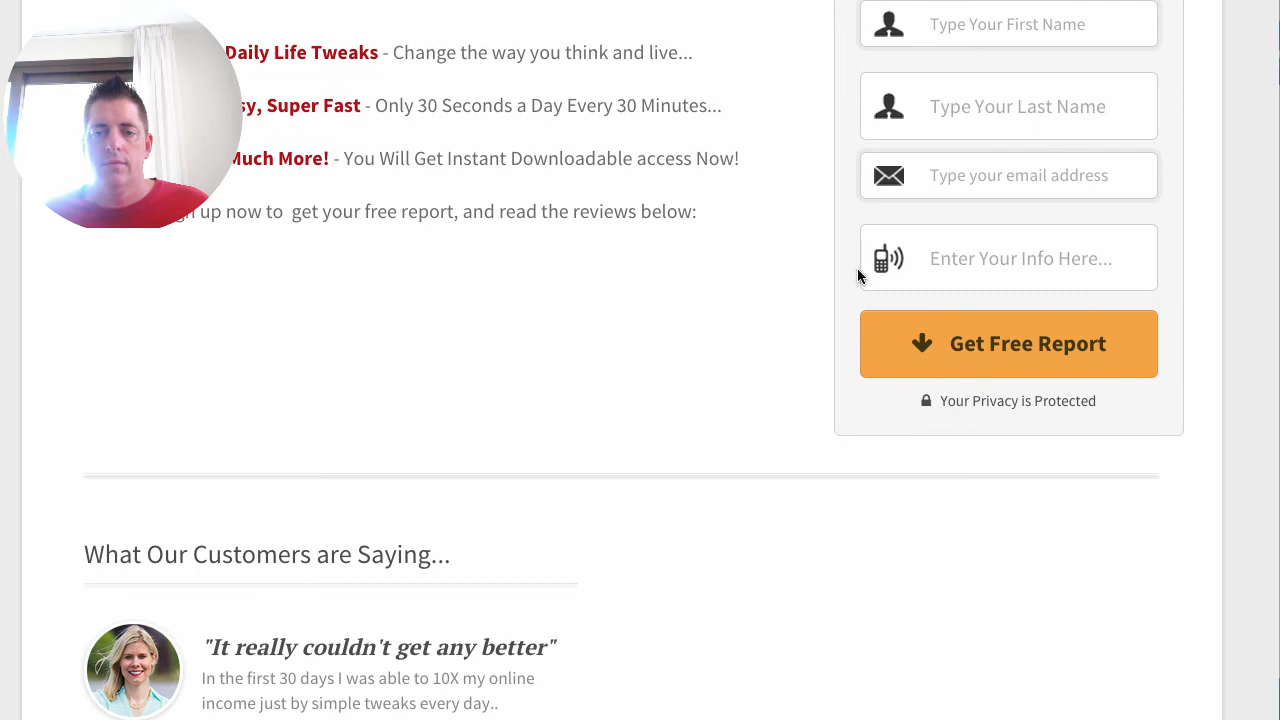 Daily Life Tweaks - Change the way you think and live...
sy, Super Fast - Only 30 Seconds a Day Every 30 Minutes...
Much More! - You Will Get Instant Downloadable access Now!
up now to get your free report, and read the reviews below:
Type Your First Name
Type Your Last Name
Type your email address
Enter Your Info Here...
Get Free Report
Your Privacy is Protected
What Our Customers are Saying...
"It really couldn't get any better"
In the first 30 days I was able to 10X my online
income just by simple tweaks every day..